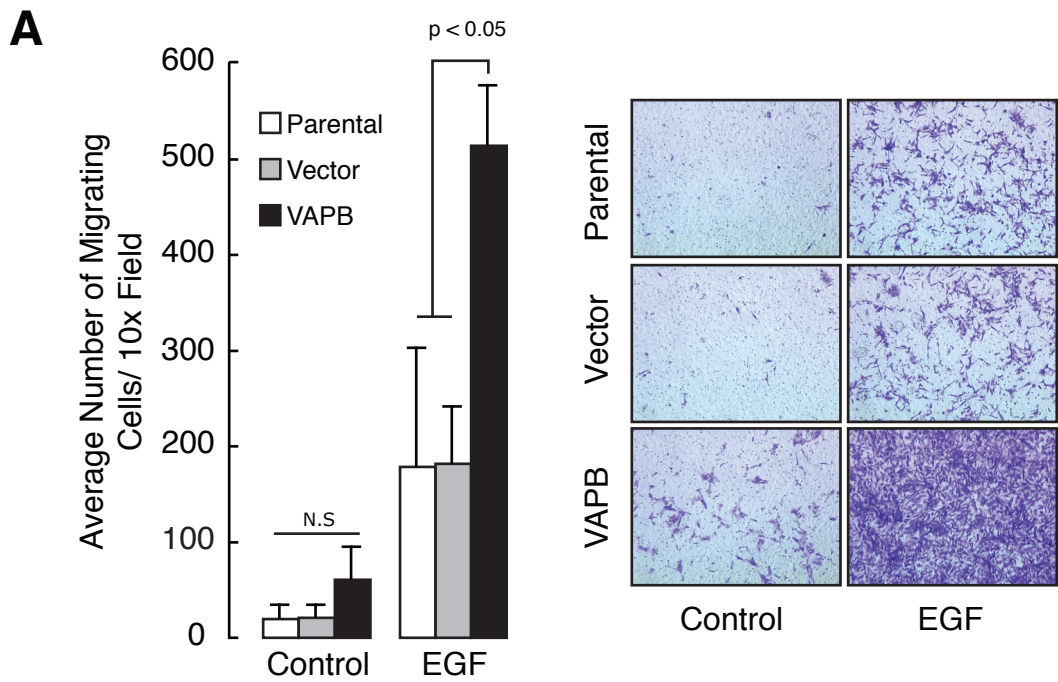 A
p < 0.05
600
500
400
300
200
100
0
Average Number of Migrating
Cells/ 10x Field
Parental
Vector
VAPB
N.S
Control
EGF
Parental
Vector
VAPB
Control
EGF